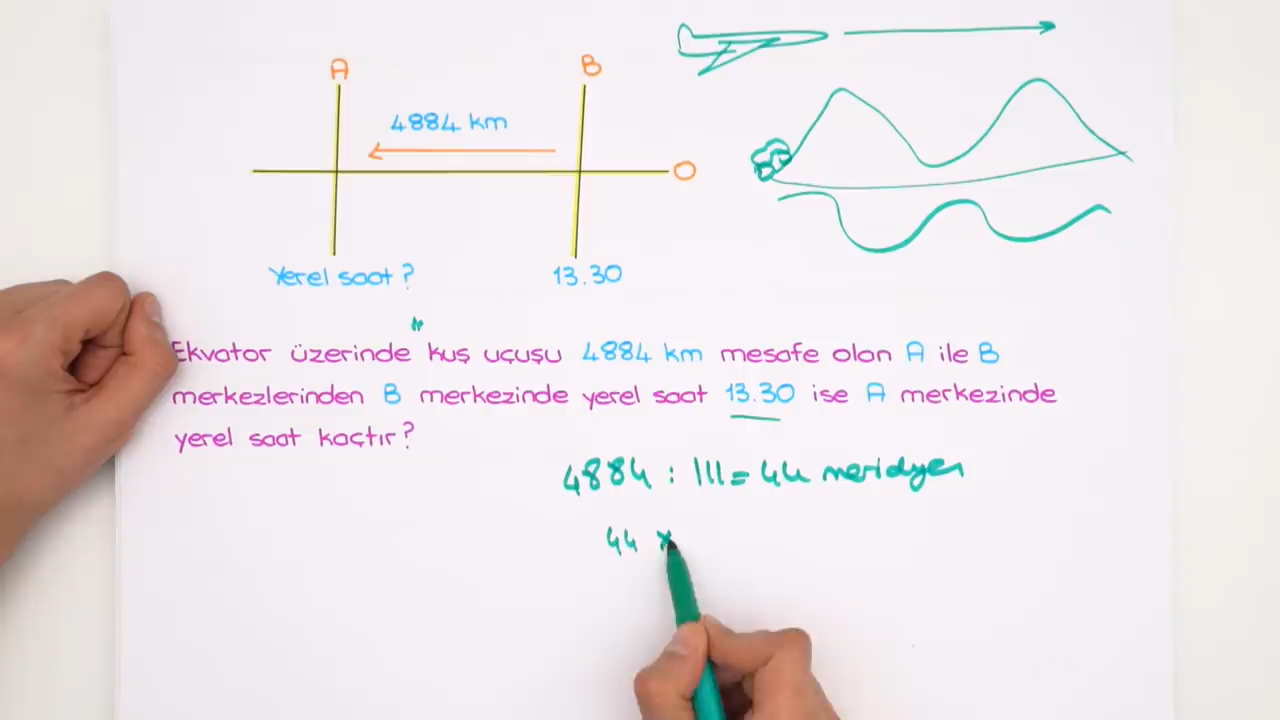 A B
4884 km
O
Yerel saat ? 13.30
Ekvator üzerinde "kuş uçuşu 4884 km mesafe olan A ile B
merkezlerinden B merkezinde yerel saat 13.30 ise A merkezinde
yerel saat kaçtır?
4884 : 111 = 44 meridyen
44 x